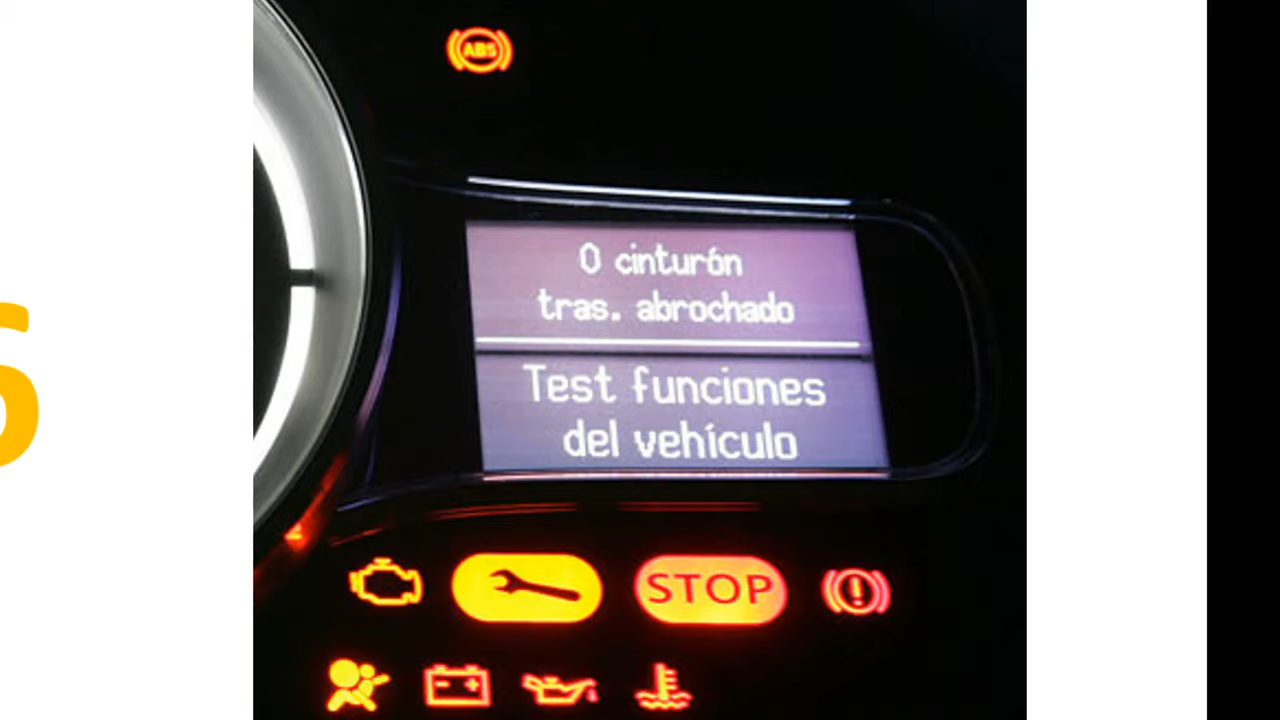 ABS
0 cinturón
tras. abrochado
Test funciones
del vehículo
STOP